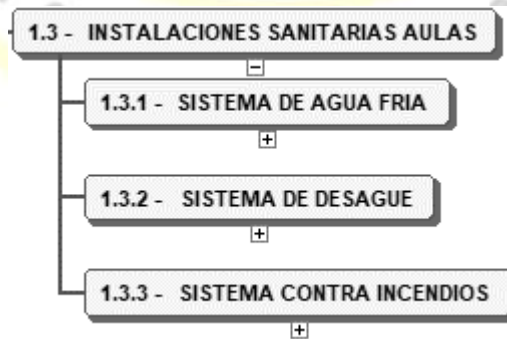 1.3 - INSTALACIONES SANITARIAS AULAS
1.3.1 - SISTEMA DE AGUA FRIA
1.3.2 - SISTEMA DE DESAGUE
1.3.3 - SISTEMA CONTRA INCENDIOS